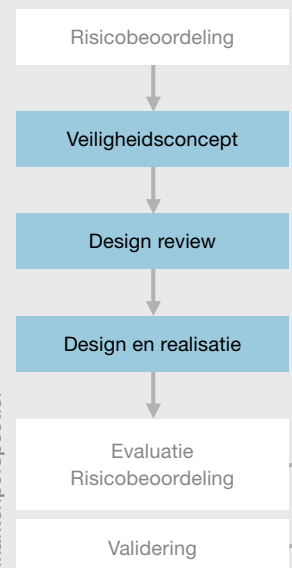 Risicobeoordeling
Veiligheidsconcept
Design review
Design en realisatie
Evaluatie
Risicobeoordeling
Validering